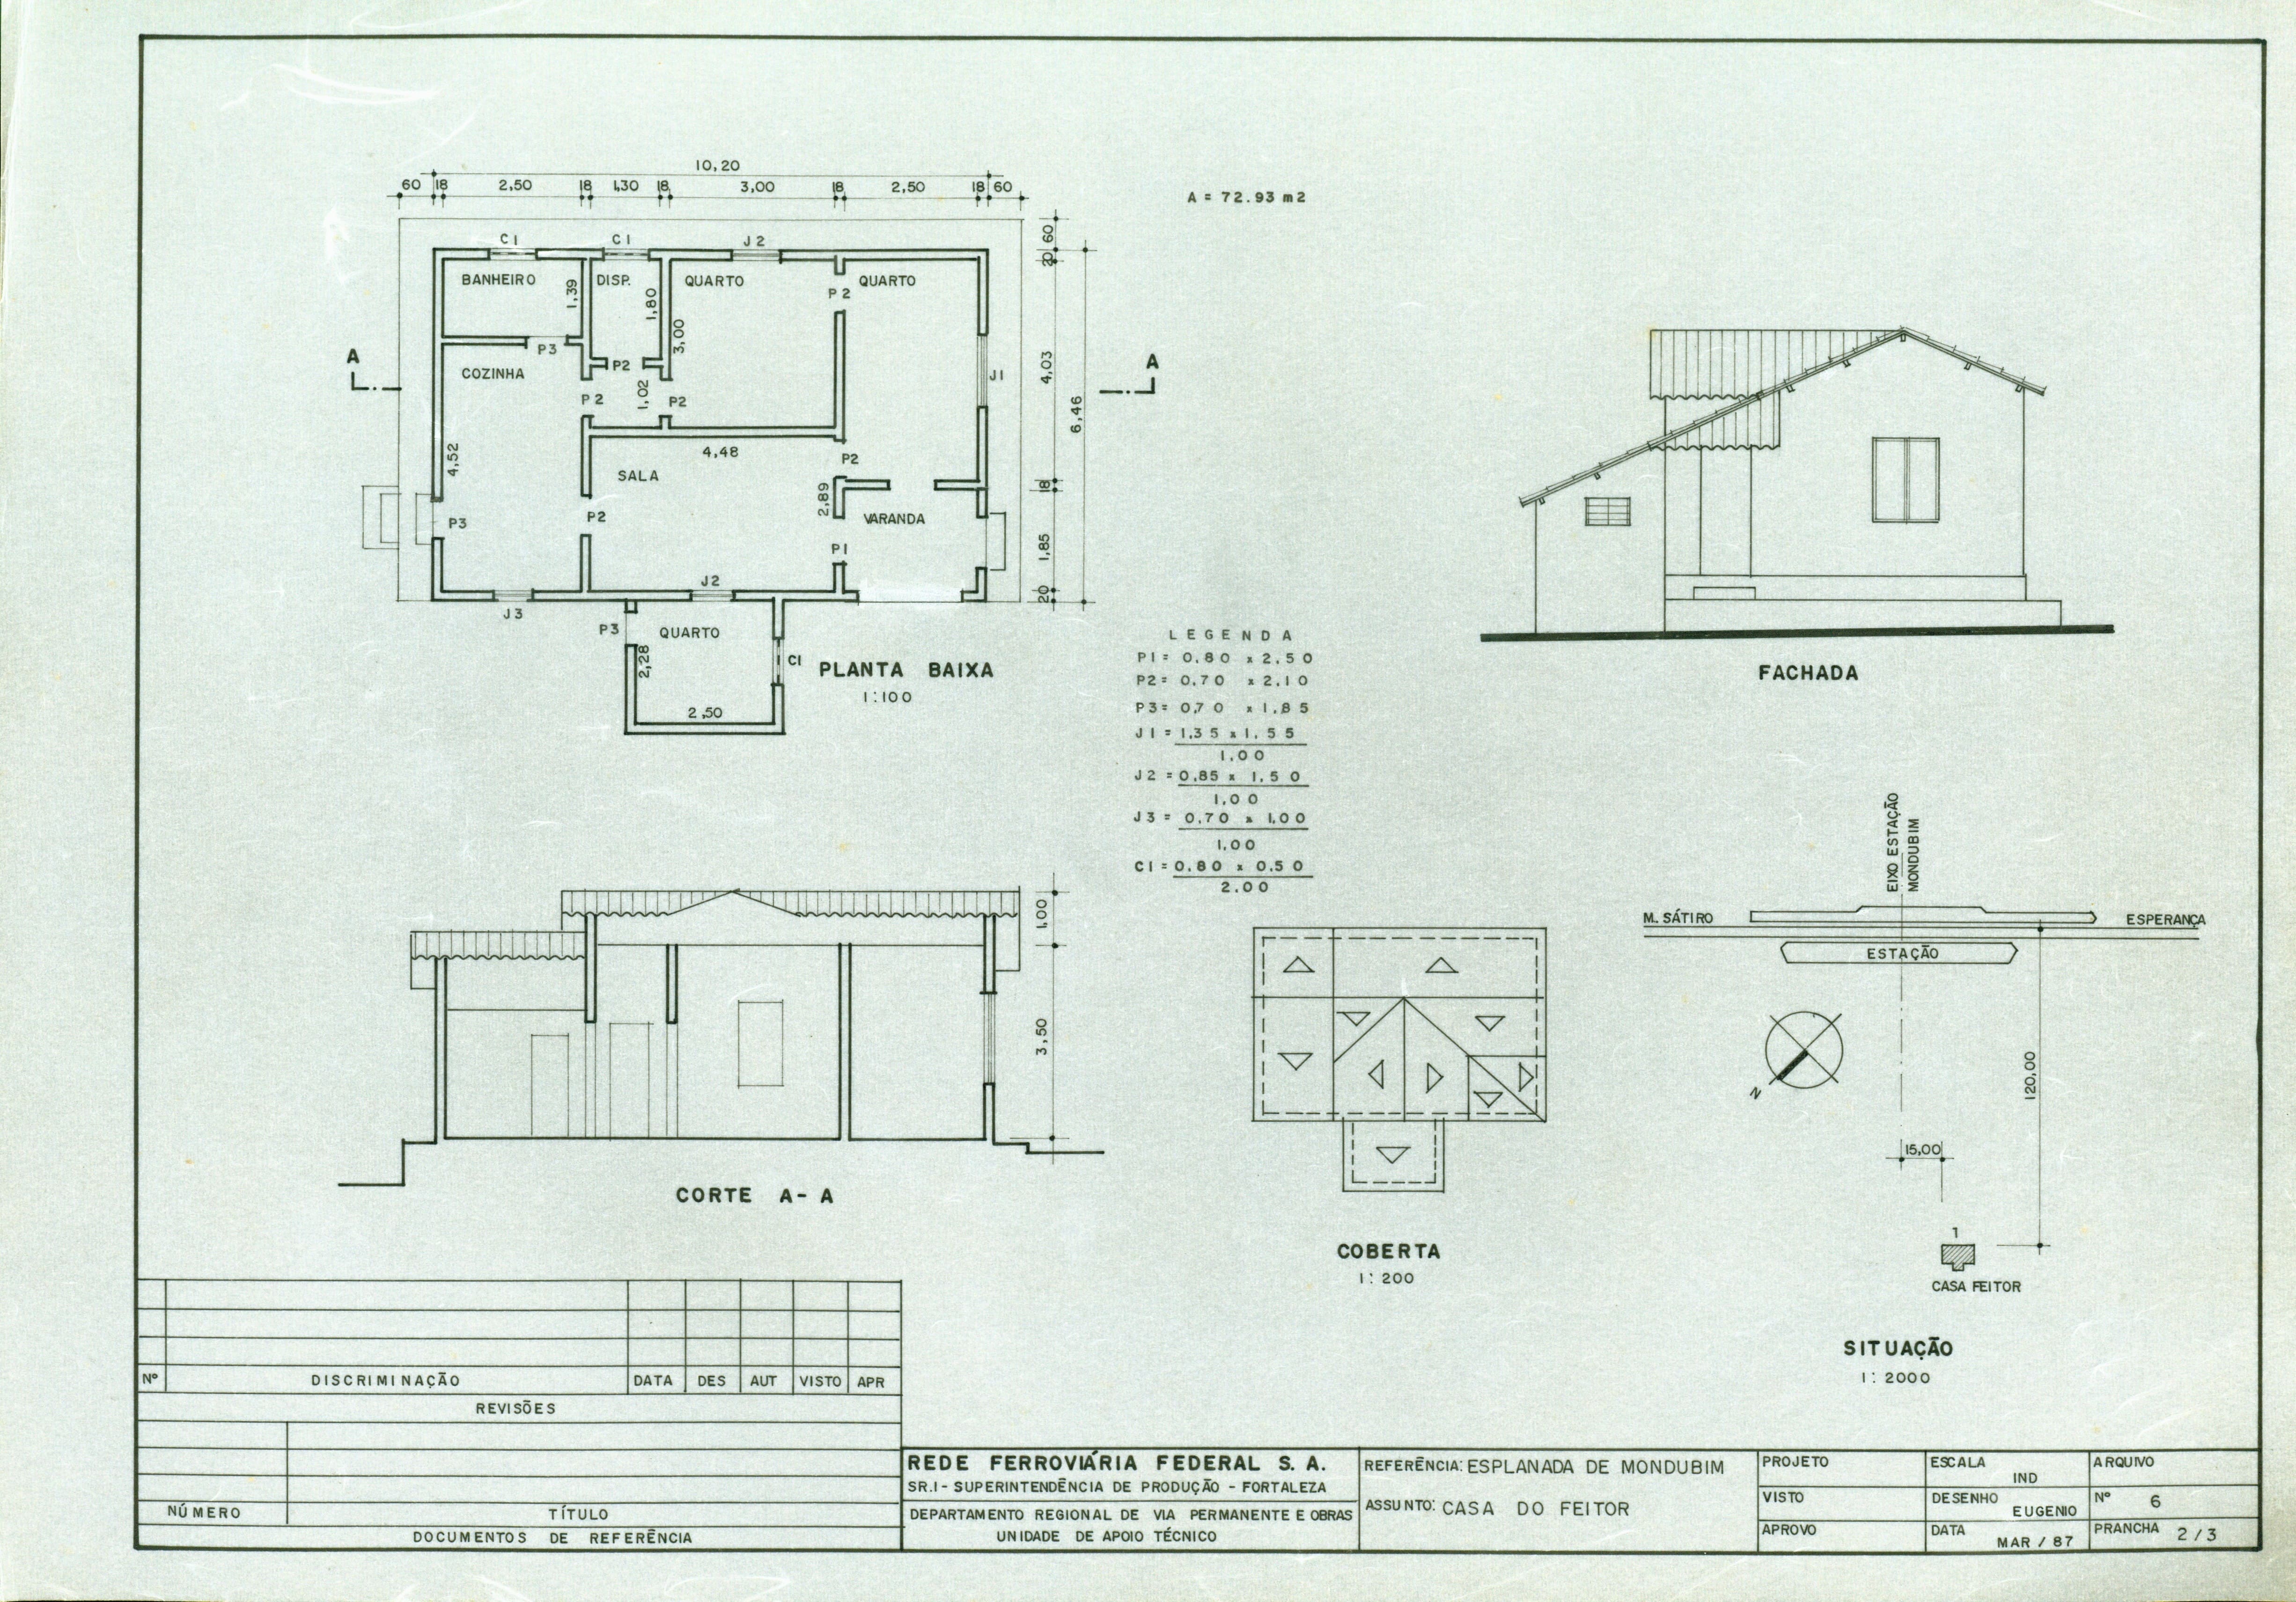 10,20
60 18 2,50 18 1,30 18 3,00 18 2,50 18 60
A = 72.93 m2
C1 C1 J2
BANHEIRO 1,39 DISP. 1,80 QUARTO 3,00 P2 QUARTO
60
20
4,03
6,46
18
1,85
20
P3
P2
A A
COZINHA
J1
P2 1,02 P2
4,52
4,48
SALA
P2
2,89
VARANDA
P3
P2
P1
J2
J3
P3 QUARTO
2,28
C1
2,50
PLANTA BAIXA
1:100
LEGENDA
P1= 0,80 x 2,50
P2= 0,70 x 2,10
P3= 0,70 x 1,85
J1 = 1,35 x 1,55
1,00
J2 = 0,85 x 1,50
1,00
J3 = 0,70 x 1,00
1,00
C1 = 0,80 x 0,50
2.00
FACHADA
1,00
3,50
CORTE A-A
COBERTA
1: 200
EIXO ESTAÇÃO
MONDUBIM
M. SÁTIRO
ESPERANÇA
ESTAÇÃO
N
120,00
15,00
1
CASA FEITOR
SITUAÇÃO
1: 2000
Nº DISCRIMINAÇÃO DATA DES AUT VISTO APR
REVISÕES
NÚMERO TÍTULO
DOCUMENTOS DE REFERÊNCIA
REDE FERROVIÁRIA FEDERAL S. A.
SR.1 - SUPERINTENDÊNCIA DE PRODUÇÃO - FORTALEZA
DEPARTAMENTO REGIONAL DE VIA PERMANENTE E OBRAS
UNIDADE DE APOIO TÉCNICO
REFERÊNCIA: ESPLANADA DE MONDUBIM
ASSUNTO: CASA DO FEITOR
PROJETO
VISTO
APROVO
ESCALA
IND
DESENHO
EUGENIO
DATA
MAR / 87
ARQUIVO
Nº 6
PRANCHA 2/3